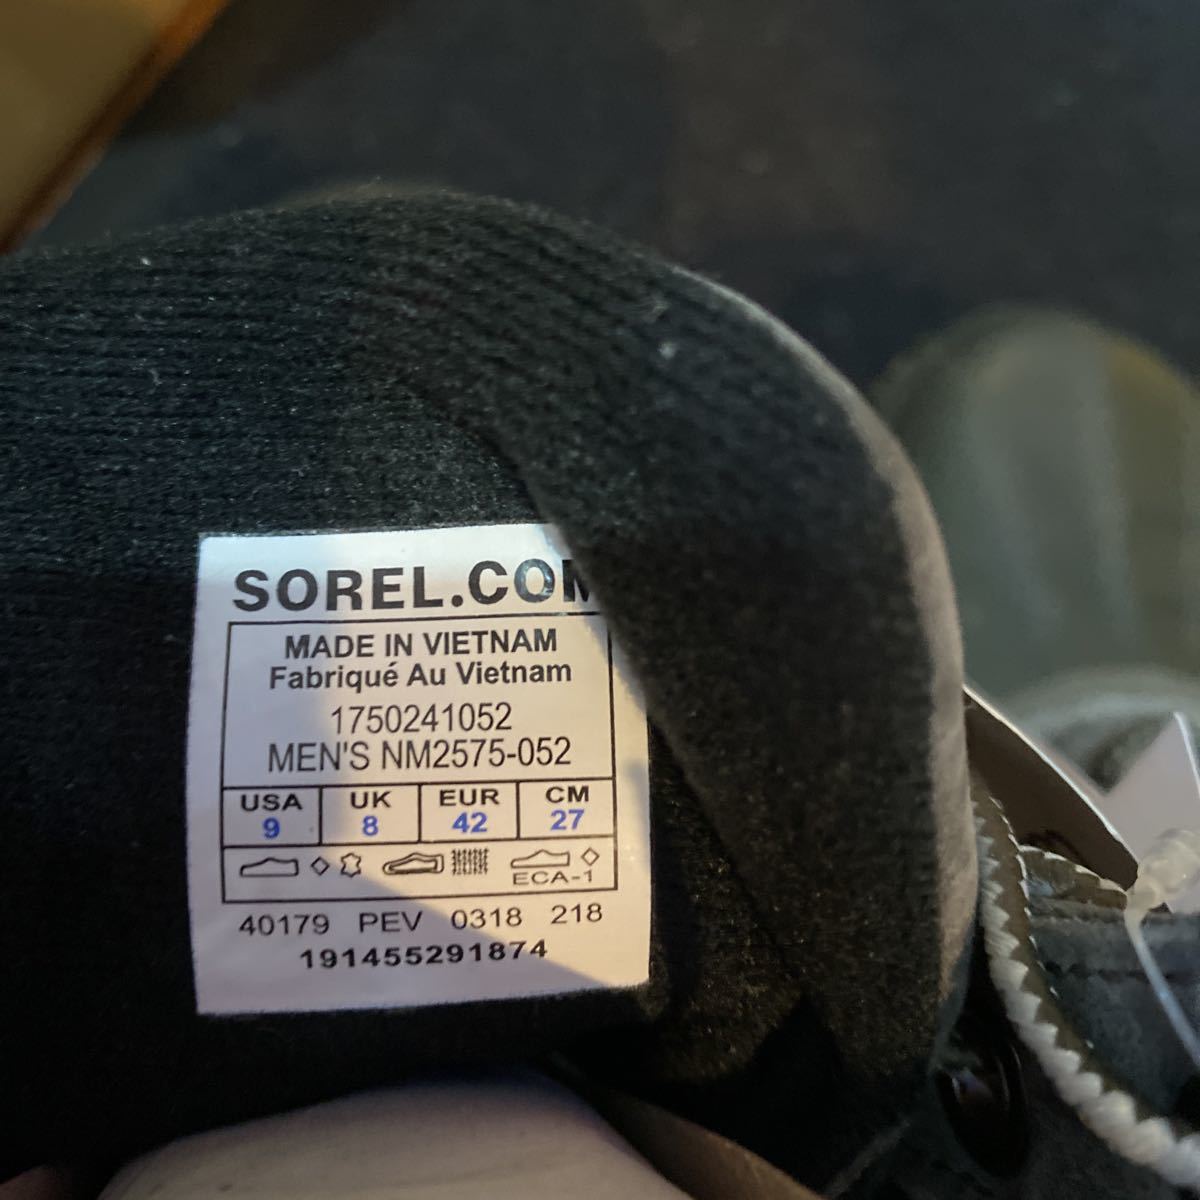 SOREL.COM
MADE IN VIETNAM
Fabriqué Au Vietnam
1750241052
MEN'S NM2575-052
USA UK EUR CM
9 8 42 27
ECA-1
40179 PEV 0318 218
191455291874